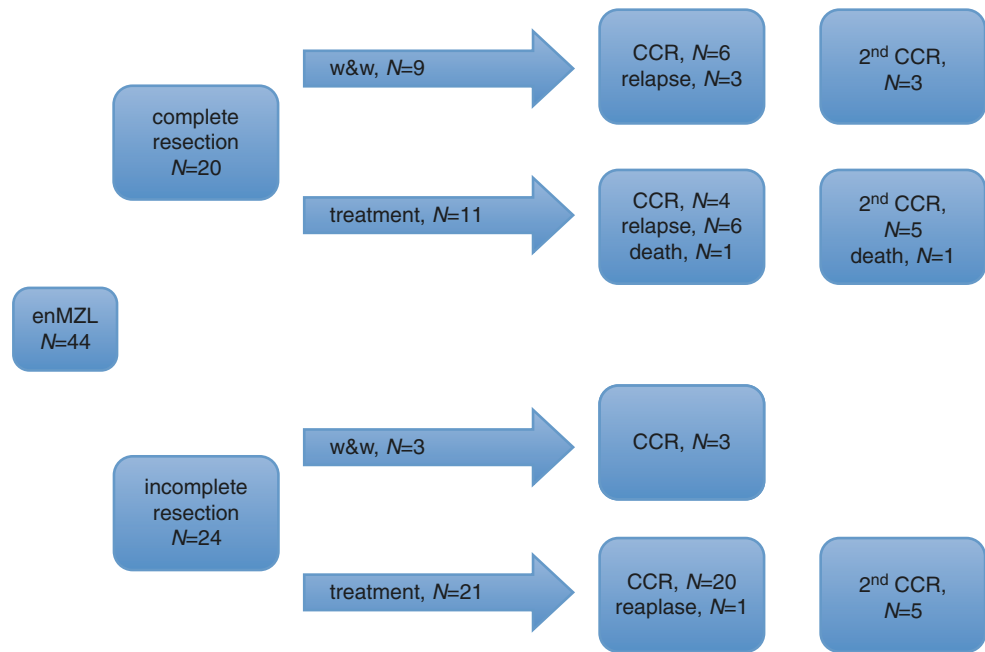 enMZL
N=44
complete
resection
N=20
w&w, N=9
CCR, N=6
relapse, N=3
2nd CCR,
N=3
treatment, N=11
CCR, N=4
relapse, N=6
death, N=1
2nd CCR,
N=5
death, N=1
incomplete
resection
N=24
w&w, N=3
CCR, N=3
treatment, N=21
CCR, N=20
reaplase, N=1
2nd CCR,
N=5